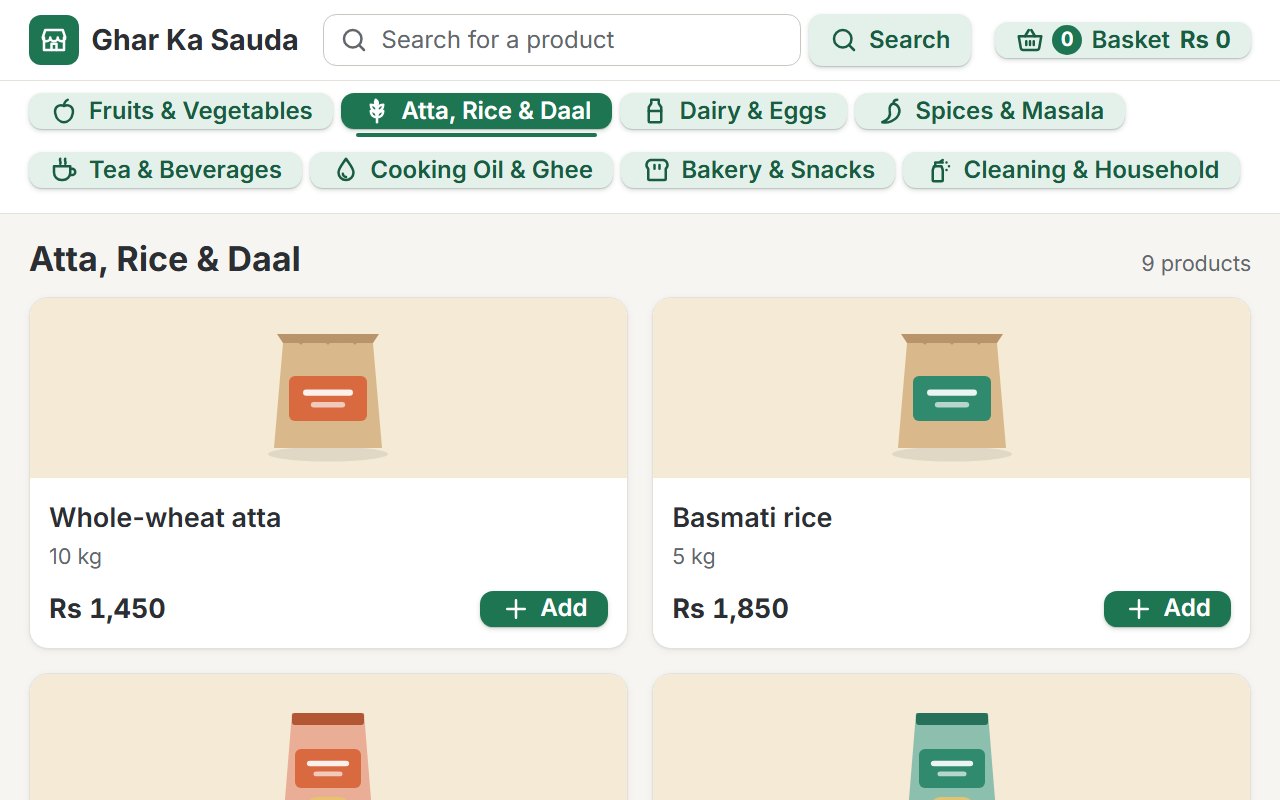 Ghar Ka Sauda
Search for a product
Search
0 Basket Rs 0
Fruits & Vegetables
Atta, Rice & Daal
Dairy & Eggs
Spices & Masala
Tea & Beverages
Cooking Oil & Ghee
Bakery & Snacks
Cleaning & Household
Atta, Rice & Daal
9 products
Whole-wheat atta
10 kg
Rs 1,450
Add
Basmati rice
5 kg
Rs 1,850
Add